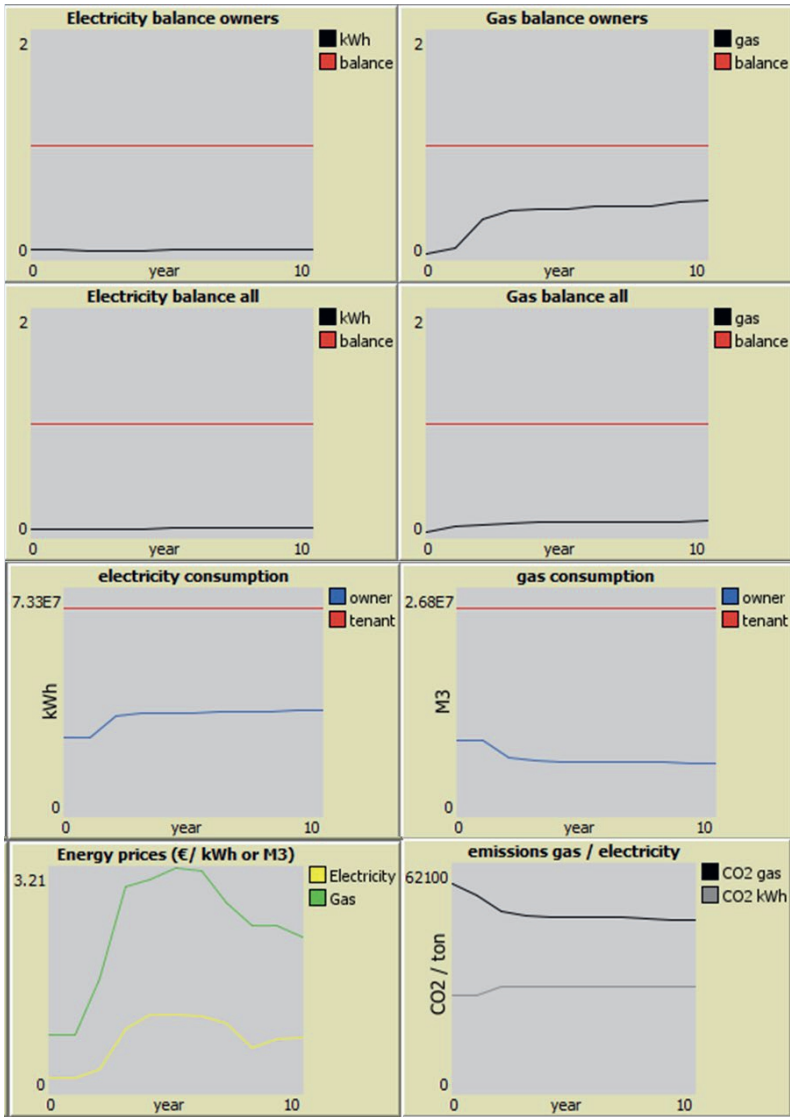 Electricity balance owners
2
kWh
balance
0
0
year
10
Gas balance owners
2
gas
balance
0
0
year
10
Electricity balance all
2
kWh
balance
0
0
year
10
Gas balance all
2
gas
balance
0
0
year
10
electricity consumption
7.33E7
owner
tenant
kWh
0
0
year
10
gas consumption
2.68E7
owner
tenant
M3
0
0
year
10
Energy prices (€/ kWh or M3)
3.21
Electricity
Gas
0
0
year
10
emissions gas / electricity
62100
CO2 gas
CO2 kWh
CO2 / ton
0
0
year
10